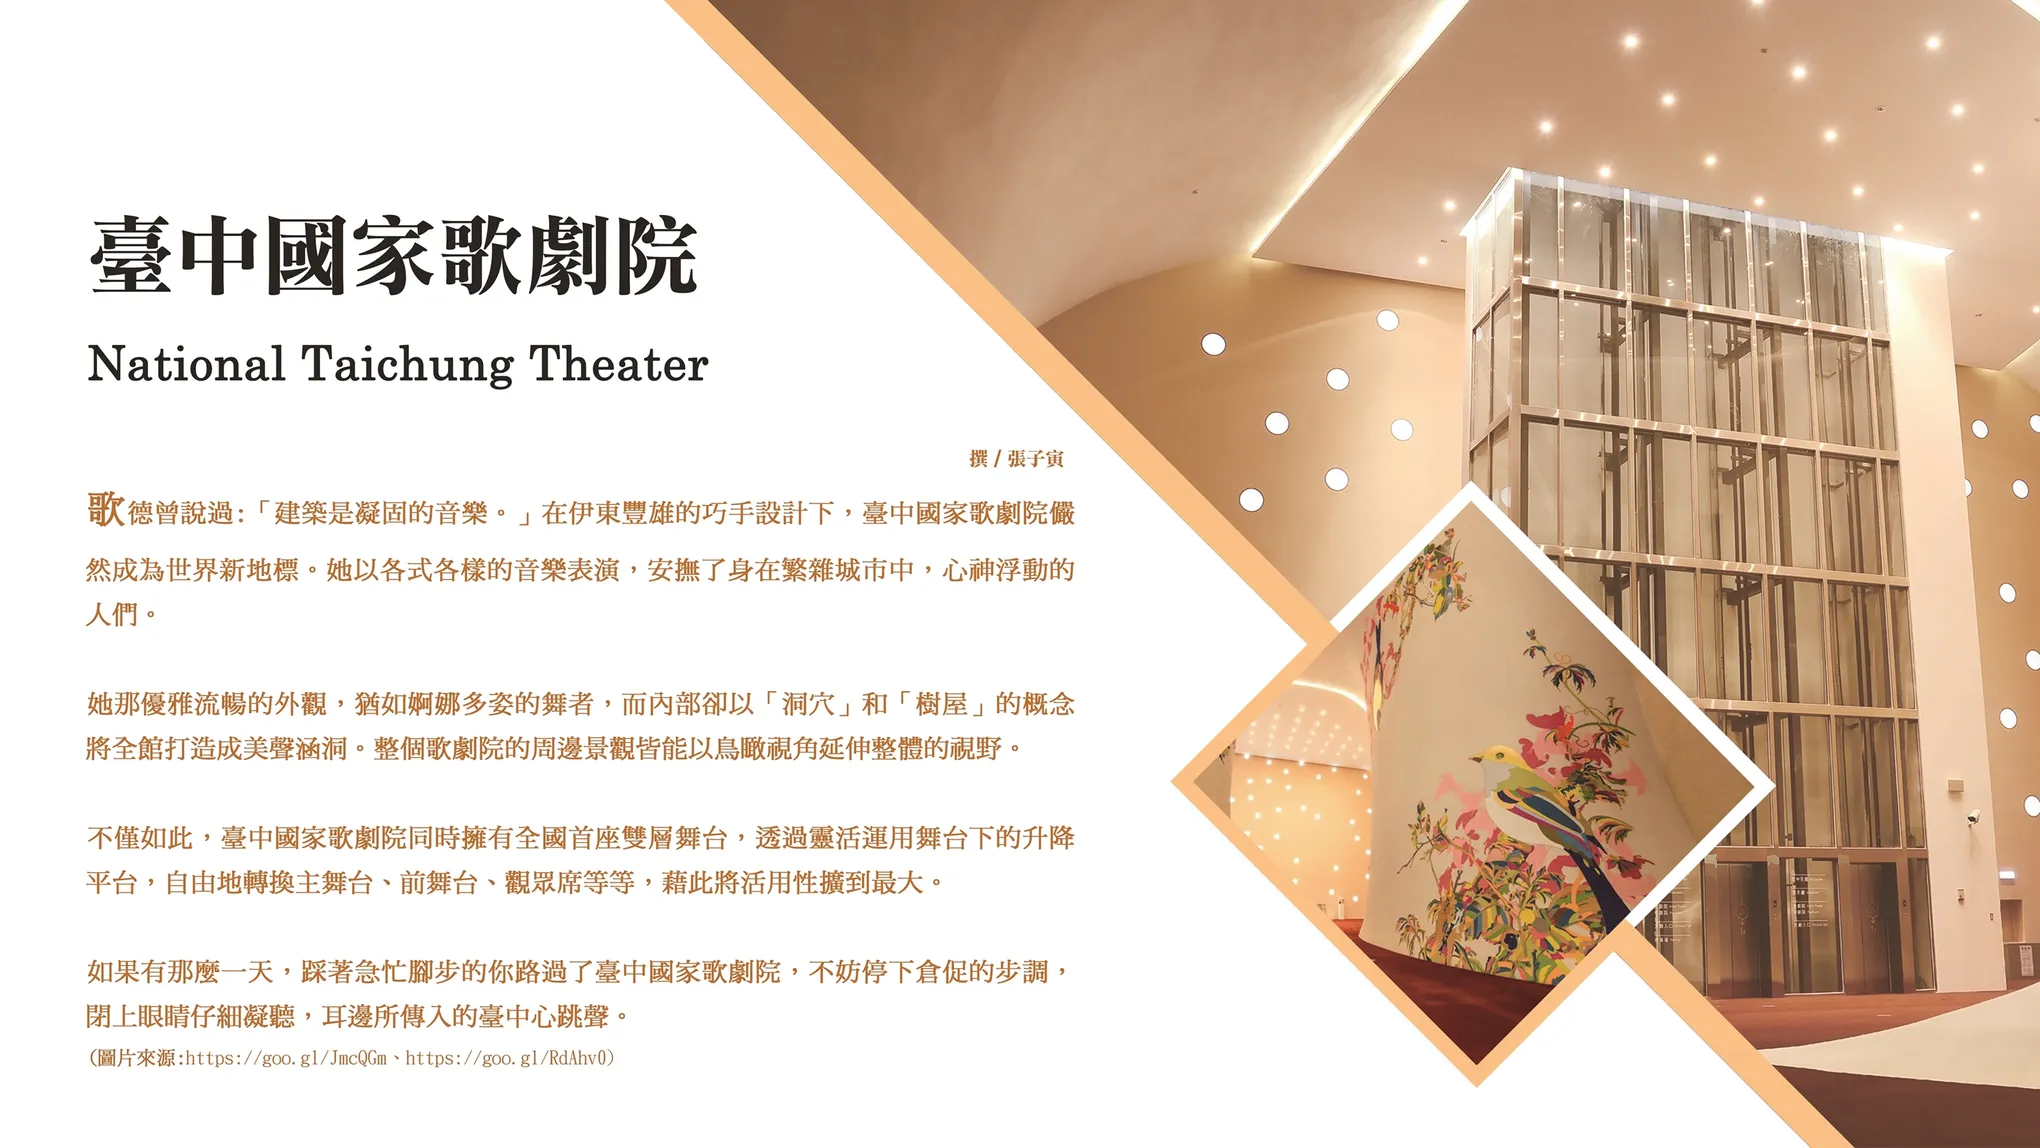 臺中國家歌劇院
National Taichung Theater
撰 / 張子寅
歌德曾說過:「建築是凝固的音樂。」在伊東豐雄的巧手設計下，臺中國家歌劇院儼
然成為世界新地標。她以各式各樣的音樂表演，安撫了身在繁雜城市中，心神浮動的
人們。
她那優雅流暢的外觀，猶如婀娜多姿的舞者，而內部卻以「洞穴」和「樹屋」的概念
將全館打造成美聲涵洞。整個歌劇院的周邊景觀皆能以鳥瞰視角延伸整體的視野。
不僅如此，臺中國家歌劇院同時擁有全國首座雙層舞台，透過靈活運用舞台下的升降
平台，自由地轉換主舞台、前舞台、觀眾席等等，藉此將活用性擴到最大。
如果有那麼一天，踩著急忙腳步的你路過了臺中國家歌劇院，不妨停下倉促的步調，
閉上眼睛仔細凝聽，耳邊所傳入的臺中心跳聲。
(圖片來源:https://goo.gl/JmcQGm、https://goo.gl/RdAhv0)